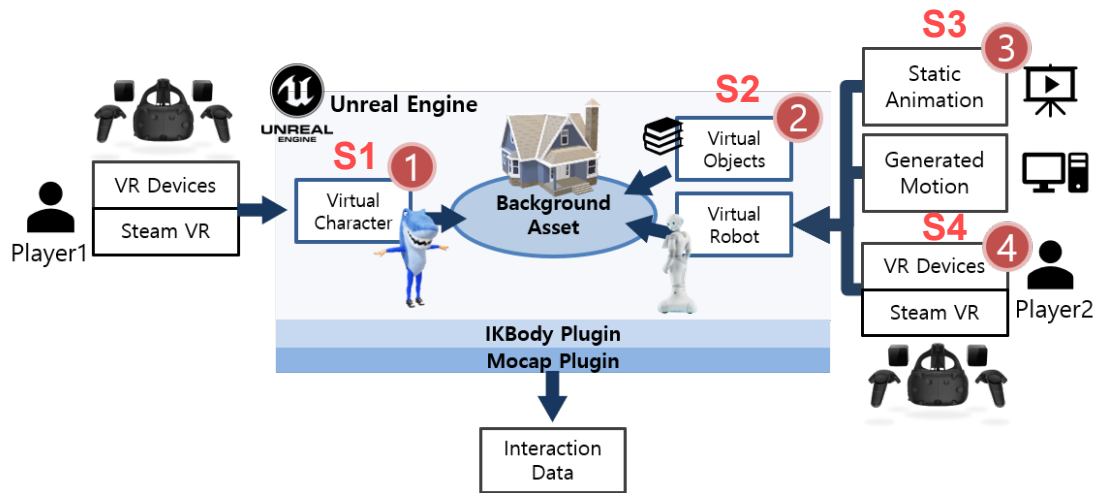 S3
3
Static
Animation
Unreal Engine
UNREAL
ENGINE
S2
2
Virtual
Objects
Generated
Motion
S1
1
VR Devices
Steam VR
Player1
Virtual
Character
Background
Asset
Virtual
Robot
S4
4
VR Devices
Steam VR
Player2
IKBody Plugin
Mocap Plugin
Interaction
Data